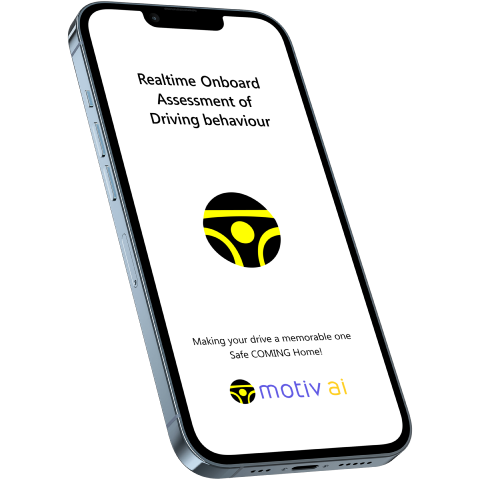 Realtime Onboard
Assessment of
Driving behaviour
Making your drive a memorable one
Safe COMING Home!
motiv ai